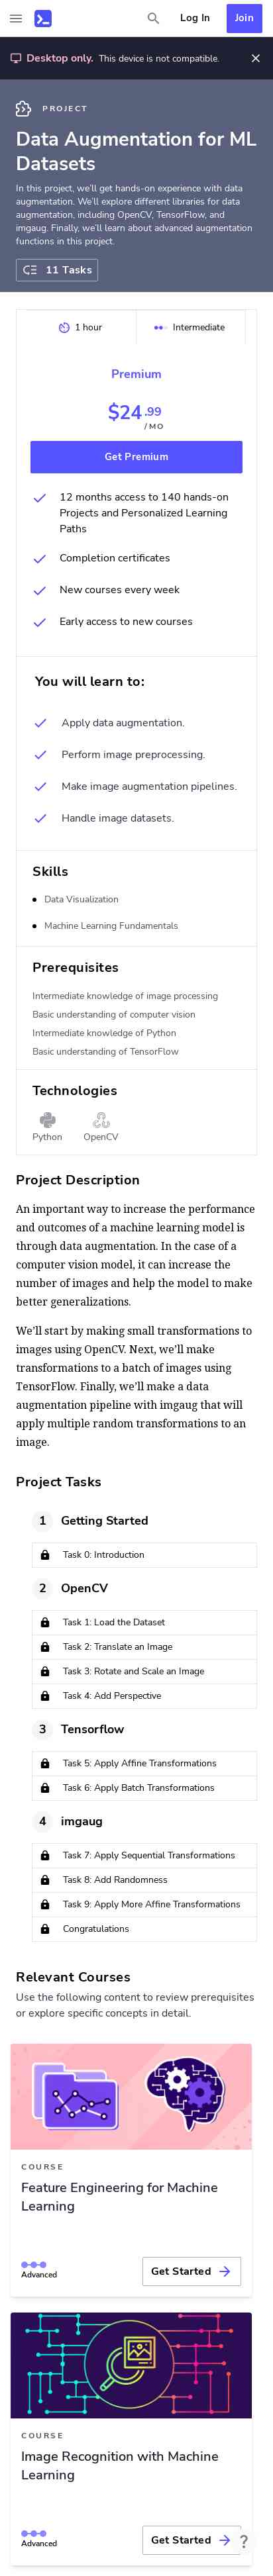 Log In
Join
Desktop only. This device is not compatible.
PROJECT
Data Augmentation for ML
Datasets
In this project, we'll get hands-on experience with data
augmentation. We'll explore different libraries for data
augmentation, including OpenCV, TensorFlow, and
imgaug. Finally, we'll learn about advanced augmentation
functions in this project.
11 Tasks
1 hour
Intermediate
Premium
$24.99
/MO
Get Premium
12 months access to 140 hands-on
Projects and Personalized Learning
Paths
Completion certificates
New courses every week
Early access to new courses
You will learn to:
Apply data augmentation.
Perform image preprocessing.
Make image augmentation pipelines.
Handle image datasets.
Skills
Data Visualization
Machine Learning Fundamentals
Prerequisites
Intermediate knowledge of image processing
Basic understanding of computer vision
Intermediate knowledge of Python
Basic understanding of TensorFlow
Technologies
Python
OpenCV
Project Description
An important way to increase the performance
and outcomes of a machine learning model is
through data augmentation. In the case of a
computer vision model, it can increase the
number of images and help the model to make
better generalizations.
We'll start by making small transformations to
images using OpenCV. Next, we'll make
transformations to a batch of images using
TensorFlow. Finally, we'll make a data
augmentation pipeline with imgaug that will
apply multiple random transformations to an
image.
Project Tasks
1 Getting Started
Task 0: Introduction
2 OpenCV
Task 1: Load the Dataset
Task 2: Translate an Image
Task 3: Rotate and Scale an Image
Task 4: Add Perspective
3 Tensorflow
Task 5: Apply Affine Transformations
Task 6: Apply Batch Transformations
4 imgaug
Task 7: Apply Sequential Transformations
Task 8: Add Randomness
Task 9: Apply More Affine Transformations
Congratulations
Relevant Courses
Use the following content to review prerequisites
or explore specific concepts in detail.
COURSE
Feature Engineering for Machine
Learning
Advanced
Get Started
COURSE
Image Recognition with Machine
Learning
Advanced
Get Started
?